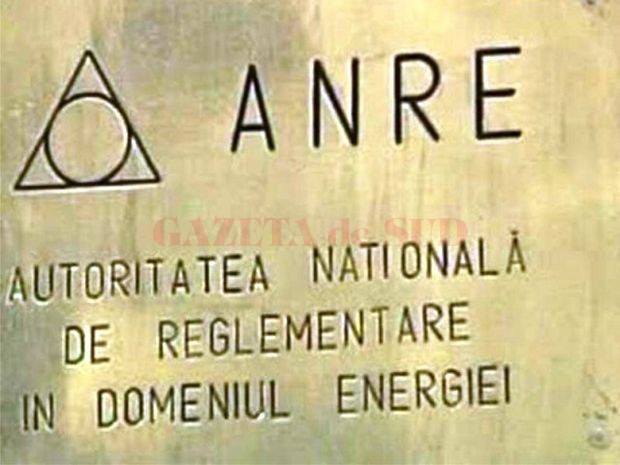 ANRE
GAZETA de SUD
AUTORITATEA NATIONALĂ
DE REGLEMENTARE
IN DOMENIUL ENERGIEI